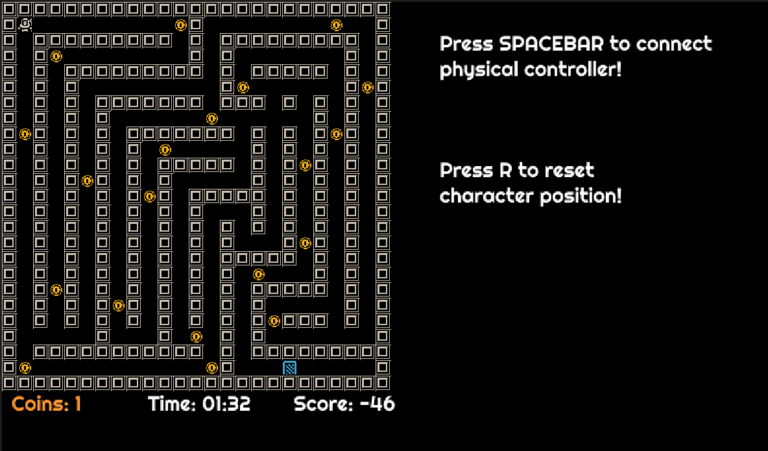 Press SPACEBAR to connect
physical controller!
Press R to reset
character position!
Coins: 1 Time: 01:32 Score: -46